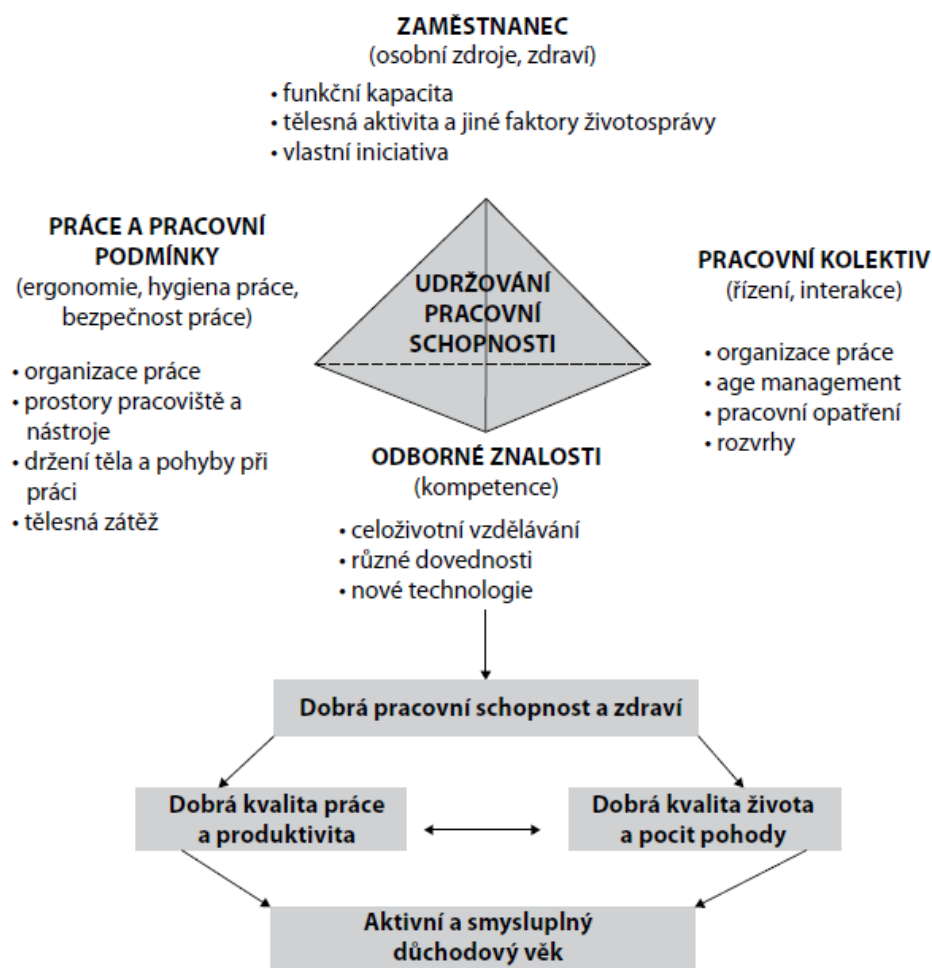 ZAMĚSTNANEC
(osobní zdroje, zdraví)
• funkční kapacita
• tělesná aktivita a jiné faktory životosprávy
• vlastní iniciativa
PRÁCE A PRACOVNÍ
PODMÍNKY
(ergonomie, hygiena práce,
bezpečnost práce)
• organizace práce
• prostory pracoviště a
nástroje
• držení těla a pohyby při
práci
• tělesná zátěž
UDRŽOVÁNÍ
PRACOVNÍ
SCHOPNOSTI
PRACOVNÍ KOLEKTIV
(řízení, interakce)
• organizace práce
• age management
• pracovní opatření
• rozvrhy
ODBORNÉ ZNALOSTI
(kompetence)
• celoživotní vzdělávání
• různé dovednosti
• nové technologie
Dobrá pracovní schopnost a zdraví
Dobrá kvalita práce
a produktivita
Dobrá kvalita života
a pocit pohody
Aktivní a smysluplný
důchodový věk